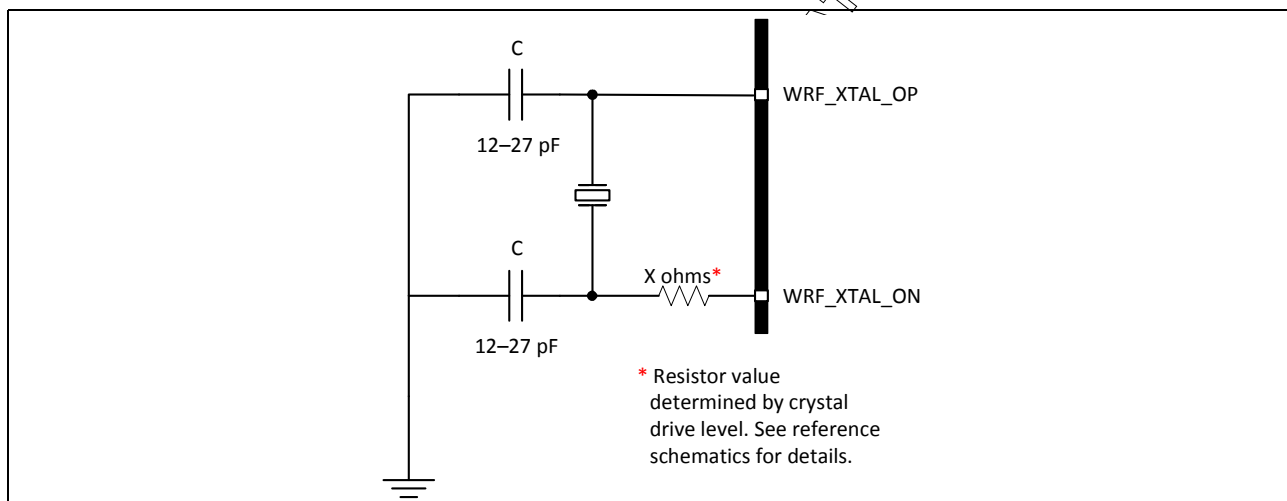 C
WRF_XTAL_OP
12–27 pF
C
X ohms*
WRF_XTAL_ON
12–27 pF
* Resistor value
determined by crystal
drive level. See reference
schematics for details.